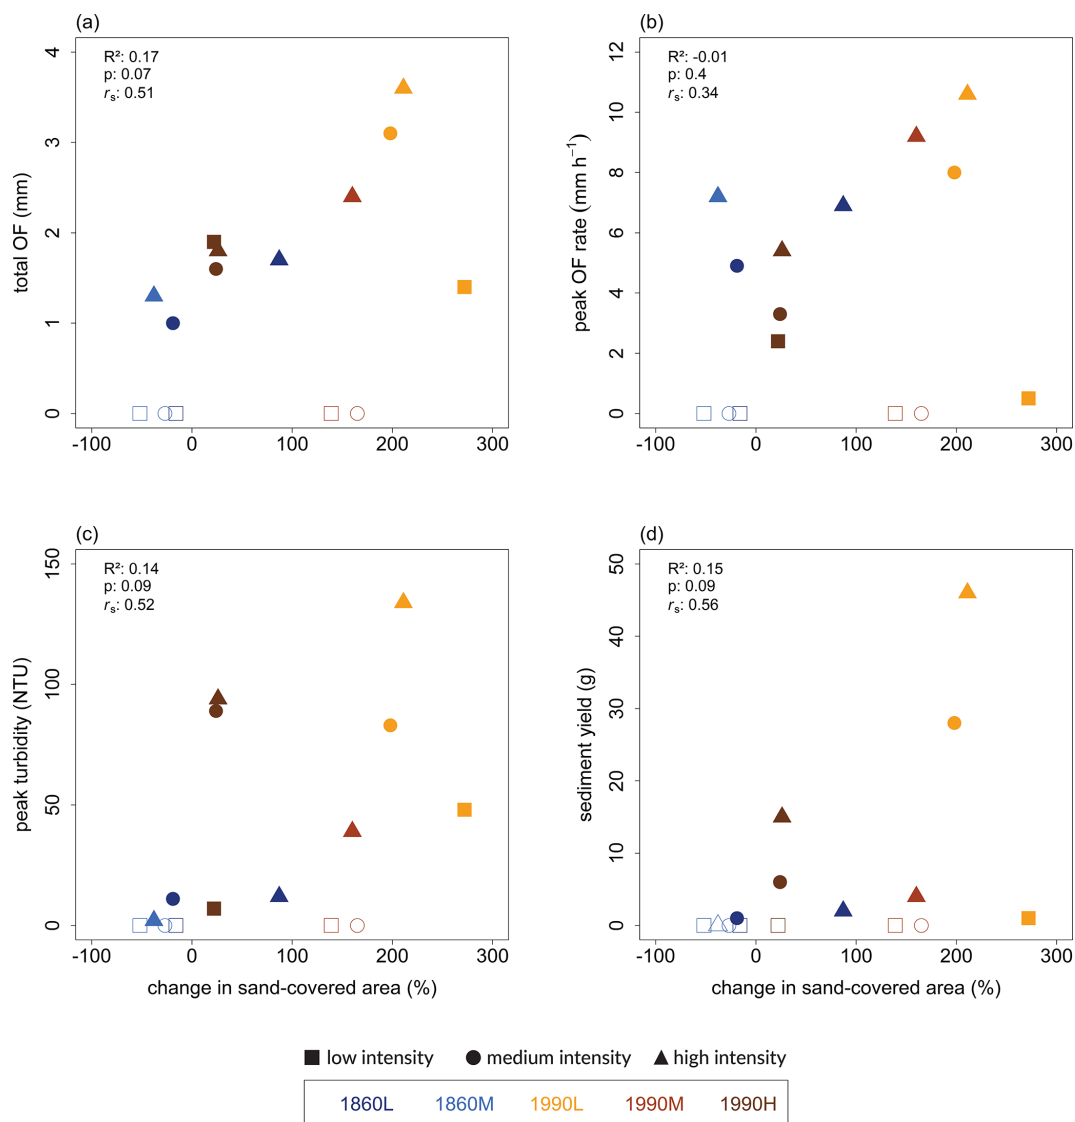 (a)
R²: 0.17
p: 0.07
rs: 0.51
total OF (mm)
4
3
2
1
0
-100 0 100 200 300
(b)
R²: -0.01
p: 0.4
rs: 0.34
peak OF rate (mm h⁻¹)
12
10
8
6
4
2
0
-100 0 100 200 300
(c)
R²: 0.14
p: 0.09
rs: 0.52
peak turbidity (NTU)
150
100
50
0
-100 0 100 200 300
change in sand-covered area (%)
(d)
R²: 0.15
p: 0.09
rs: 0.56
sediment yield (g)
50
40
30
20
10
0
-100 0 100 200 300
change in sand-covered area (%)
low intensity medium intensity high intensity
1860L 1860M 1990L 1990M 1990H